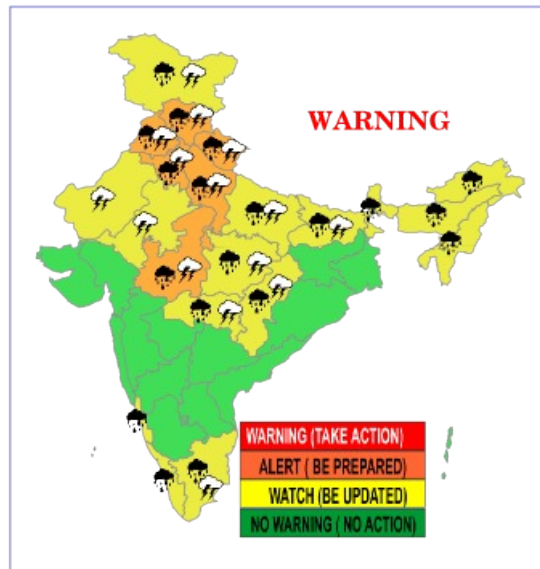 WARNING
WARNING (TAKE ACTION)
ALERT ( BE PREPARED)
WATCH (BE UPDATED)
NO WARNING ( NO ACTION)